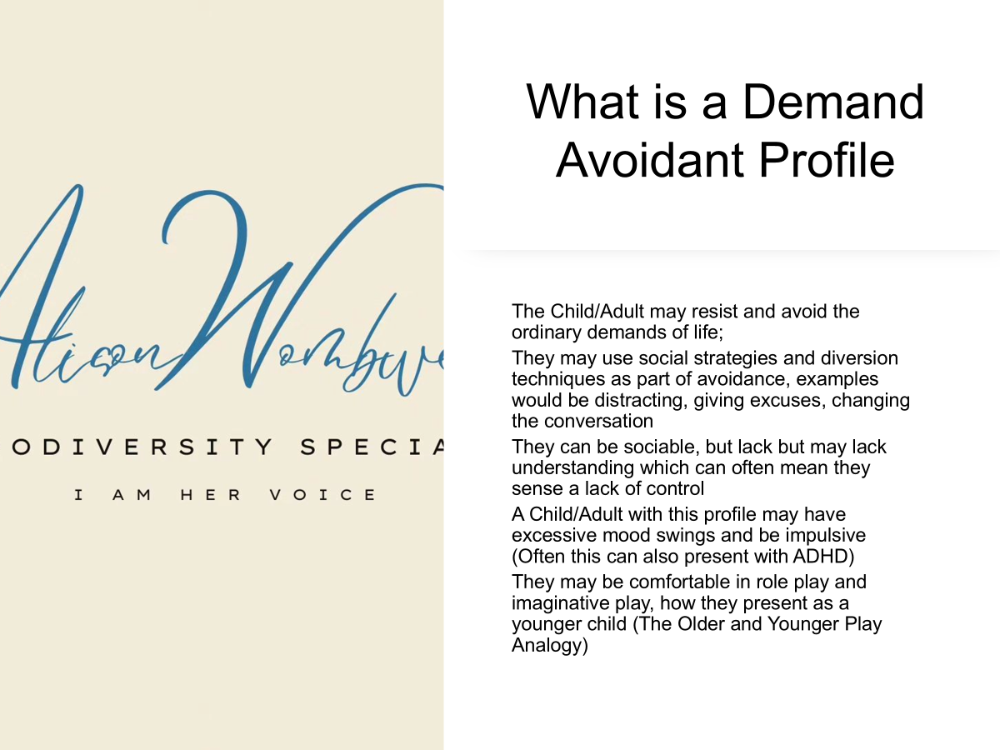 Alison Wombwe
ODIVERSITY SPECIA
I AM HER VOICE
What is a Demand
Avoidant Profile
The Child/Adult may resist and avoid the
ordinary demands of life;
They may use social strategies and diversion
techniques as part of avoidance, examples
would be distracting, giving excuses, changing
the conversation
They can be sociable, but lack but may lack
understanding which can often mean they
sense a lack of control
A Child/Adult with this profile may have
excessive mood swings and be impulsive
(Often this can also present with ADHD)
They may be comfortable in role play and
imaginative play, how they present as a
younger child (The Older and Younger Play
Analogy)